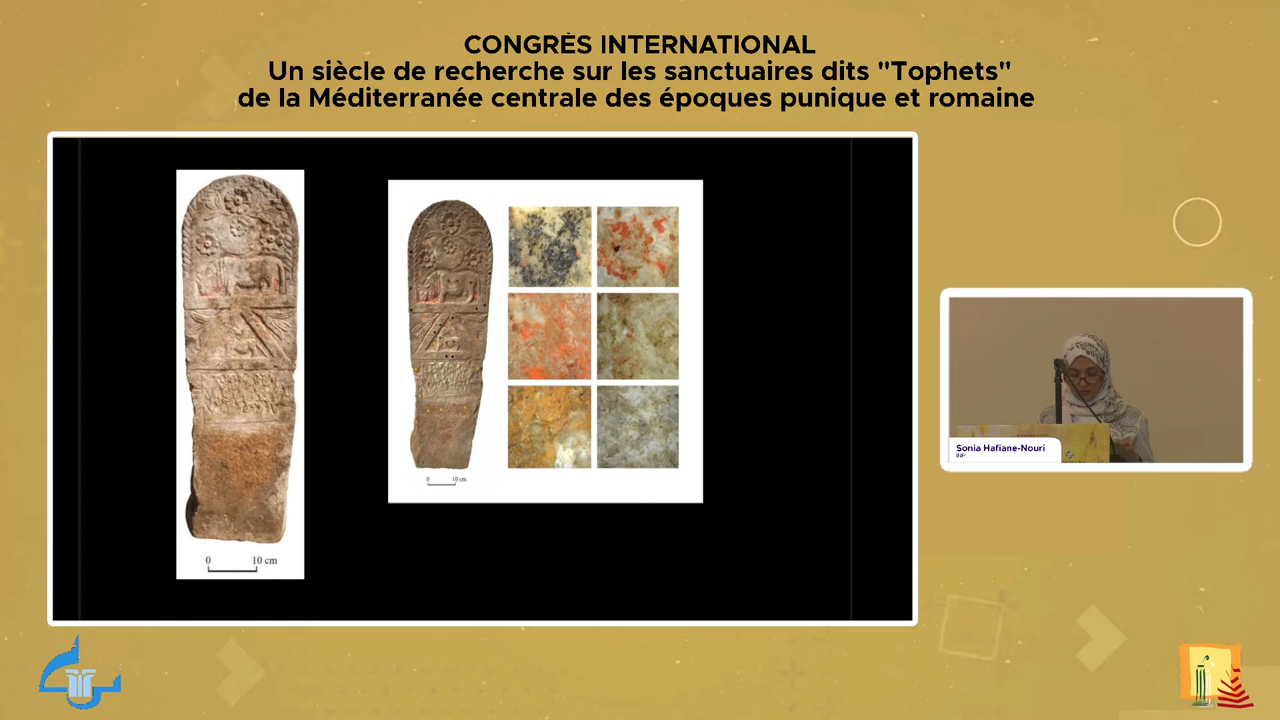 CONGRÈS INTERNATIONAL
Un siècle de recherche sur les sanctuaires dits "Tophets"
de la Méditerranée centrale des époques punique et romaine
0 10 cm
0 10 cm
Sonia Hafiane-Nouri
INP